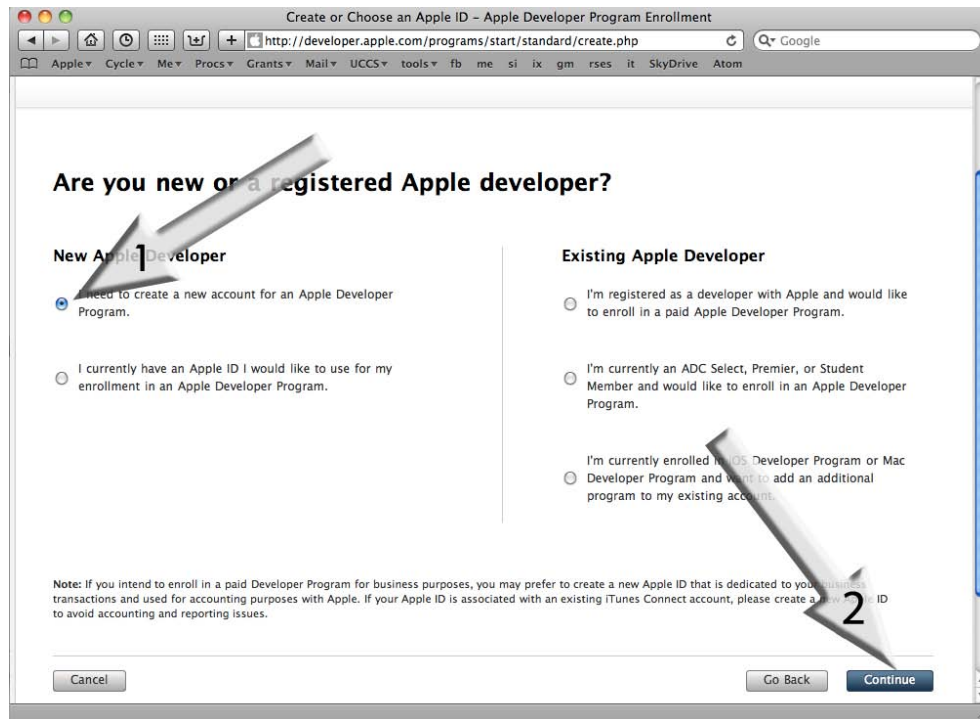 Create or Choose an Apple ID – Apple Developer Program Enrollment
http://developer.apple.com/programs/start/standard/create.php
Google
Apple Cycle Me Procs Grants Mail UCCS tools fb me si ix gm rses it SkyDrive Atom
Are you new or a registered Apple developer?
New Apple Developer
I need to create a new account for an Apple Developer
Program.
I currently have an Apple ID I would like to use for my
enrollment in an Apple Developer Program.
Existing Apple Developer
I'm registered as a developer with Apple and would like
to enroll in a paid Apple Developer Program.
I'm currently an ADC Select, Premier, or Student
Member and would like to enroll in an Apple Developer
Program.
I'm currently enrolled in iOS Developer Program or Mac
Developer Program and want to add an additional
program to my existing account.
1
2
Note: If you intend to enroll in a paid Developer Program for business purposes, you may prefer to create a new Apple ID that is dedicated to your business
transactions and used for accounting purposes with Apple. If your Apple ID is associated with an existing iTunes Connect account, please create a new Apple ID
to avoid accounting and reporting issues.
Cancel
Go Back
Continue